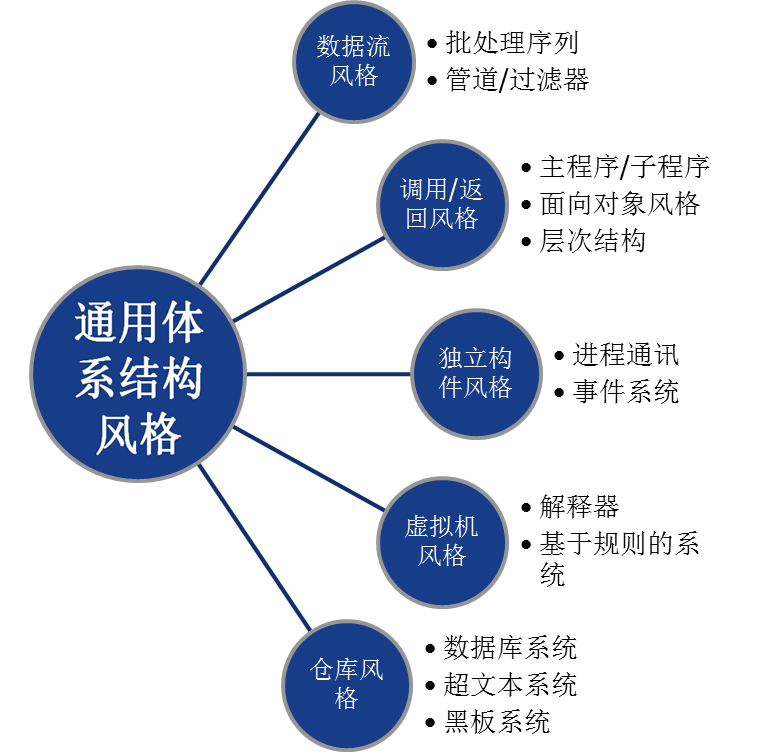 通用体
系结构
风格
数据流
风格
• 批处理序列
• 管道/过滤器
调用/返
回风格
• 主程序/子程序
• 面向对象风格
• 层次结构
独立构
件风格
• 进程通讯
• 事件系统
虚拟机
风格
• 解释器
• 基于规则的系
统
仓库风
格
• 数据库系统
• 超文本系统
• 黑板系统